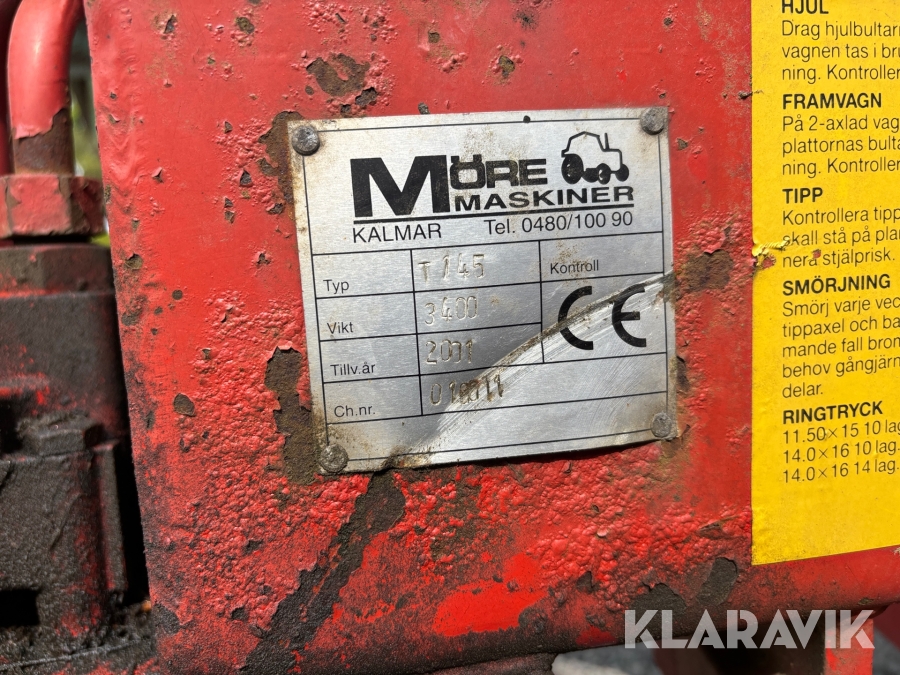 MÖRE
MASKINER
KALMAR Tel. 0480/100 90
Typ T 145 Kontroll
Vikt 3400 CE
Tillv.år 2001
Ch.nr.
HJUL
Drag hjulbultar
vagnen tas i br
ning. Kontroller
FRAMVAGN
På 2-axlad vag
plattornas bulta
ning. Kontroller
TIPP
Kontrollera tipp
skall stå på plan
nera stjälprisk.
SMÖRJNING
Smörj varje vec
tippaxel och ba
mande fall brom
behov gångjärn
delar.
RINGTRYCK
11.50×15 10 lag
14.0×16 10 lag.
14.0×16 14 lag.
KLARAVIK